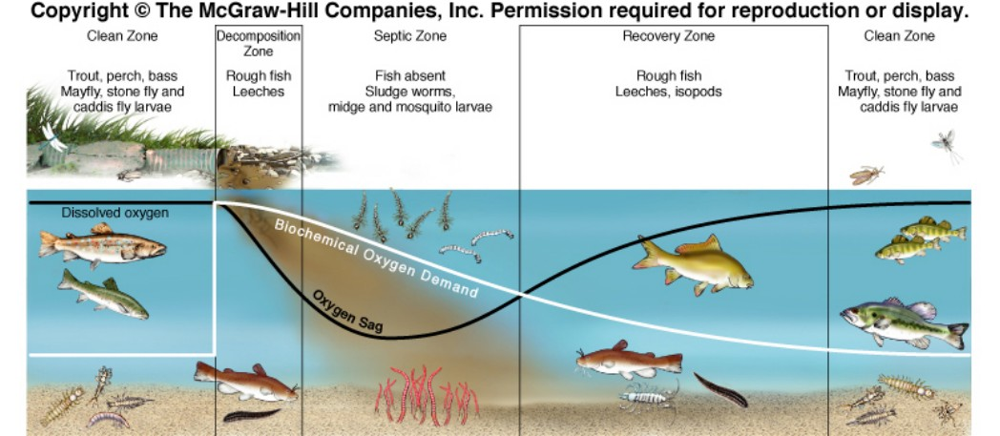 Copyright © The McGraw-Hill Companies, Inc. Permission required for reproduction or display.
Clean Zone
Trout, perch, bass
Mayfly, stone fly and
caddis fly larvae
Decomposition
Zone
Rough fish
Leeches
Septic Zone
Fish absent
Sludge worms,
midge and mosquito larvae
Recovery Zone
Rough fish
Leeches, isopods
Clean Zone
Trout, perch, bass
Mayfly, stone fly and
caddis fly larvae
Dissolved oxygen
Biochemical Oxygen Demand
Oxygen Sag